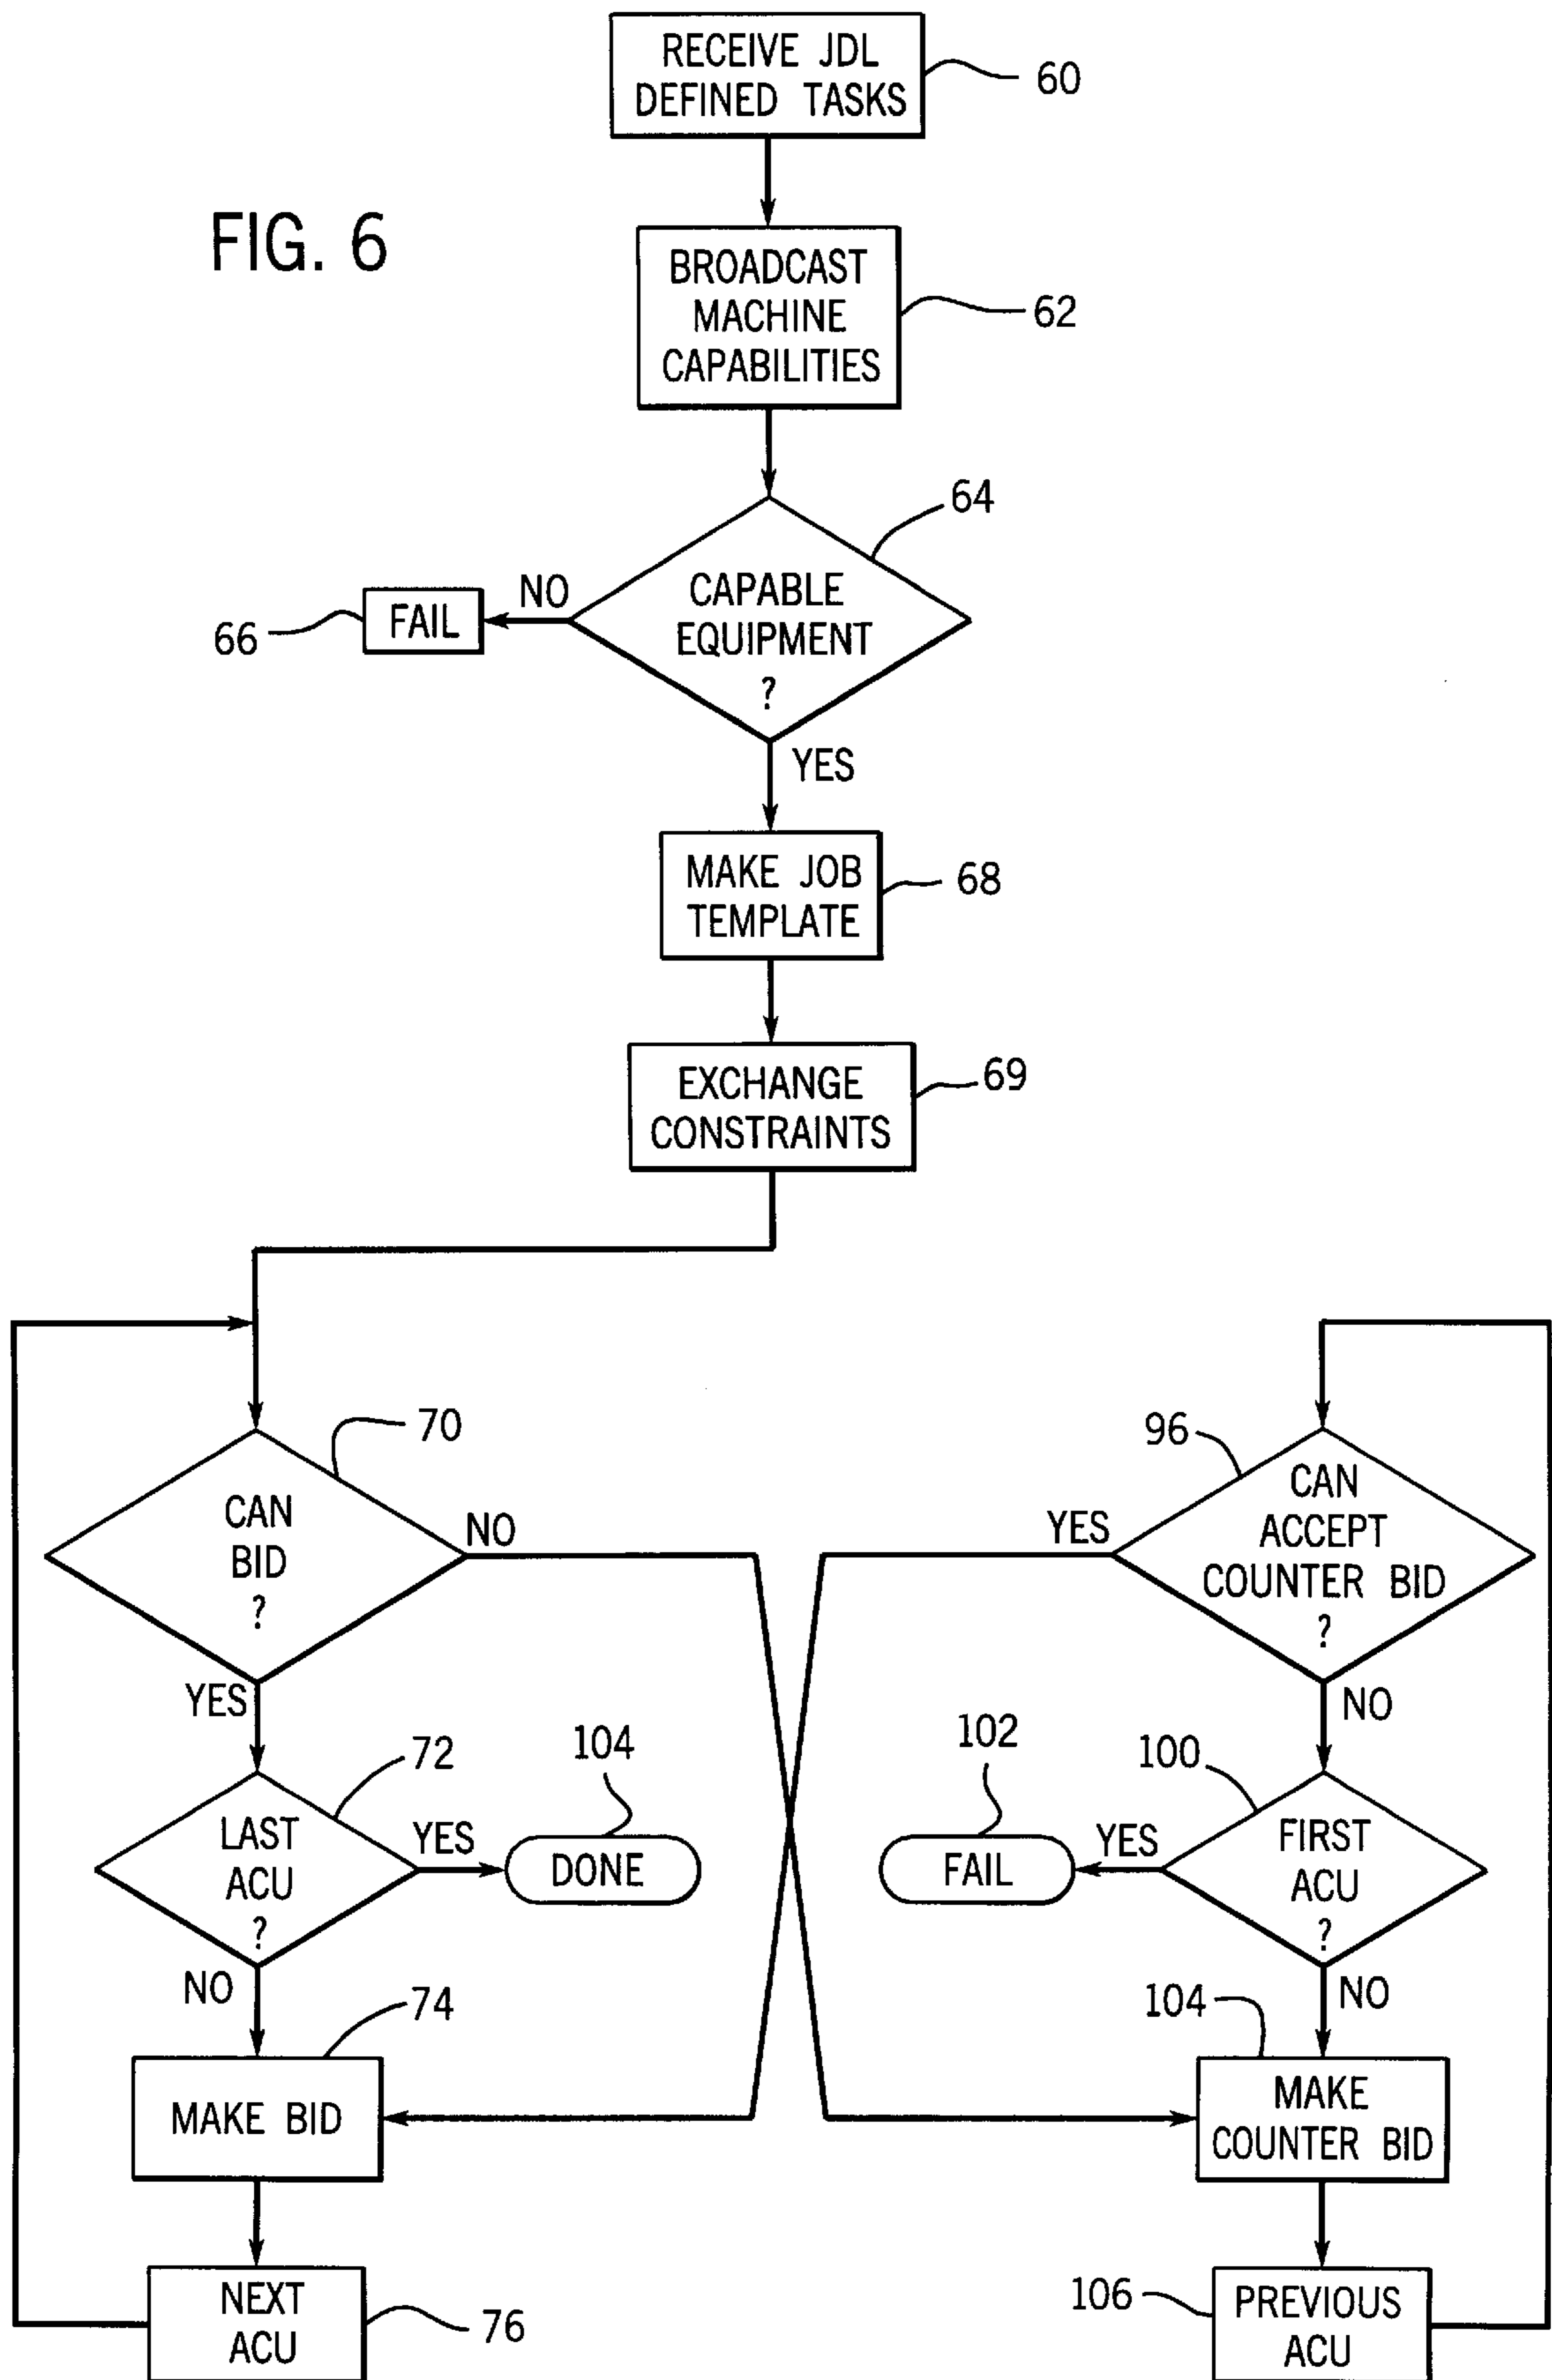 RECEIVE JDL
DEFINED TASKS
60
FIG. 6
BROADCAST
MACHINE
CAPABILITIES
62
64
CAPABLE
EQUIPMENT
?
NO
FAIL
66
YES
MAKE JOB
TEMPLATE
68
EXCHANGE
CONSTRAINTS
69
70
CAN
BID
?
NO
YES
96
CAN
ACCEPT
COUNTER BID
?
YES
NO
72
LAST
ACU
?
YES
104
DONE
NO
102
FAIL
YES
100
FIRST
ACU
?
NO
74
MAKE BID
104
MAKE
COUNTER BID
NEXT
ACU
76
106
PREVIOUS
ACU